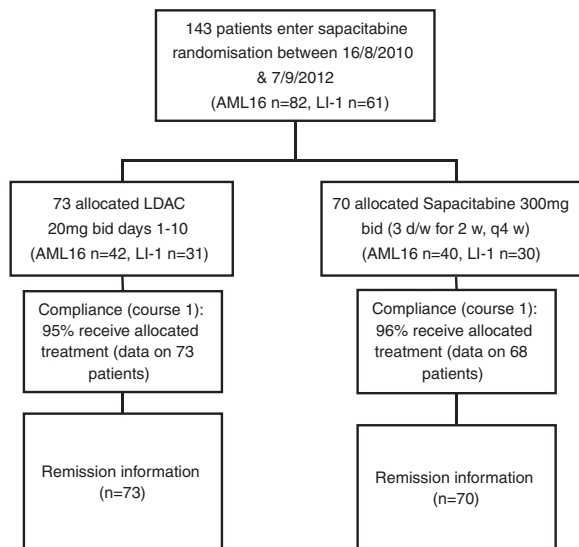 143 patients enter sapacitabine
randomisation between 16/8/2010
& 7/9/2012
(AML16 n=82, LI-1 n=61)
73 allocated LDAC
20mg bid days 1-10
(AML16 n=42, LI-1 n=31)
70 allocated Sapacitabine 300mg
bid (3 d/w for 2 w, q4 w)
(AML16 n=40, LI-1 n=30)
Compliance (course 1):
95% receive allocated
treatment (data on 73
patients)
Compliance (course 1):
96% receive allocated
treatment (data on 68
patients)
Remission information
(n=73)
Remission information
(n=70)